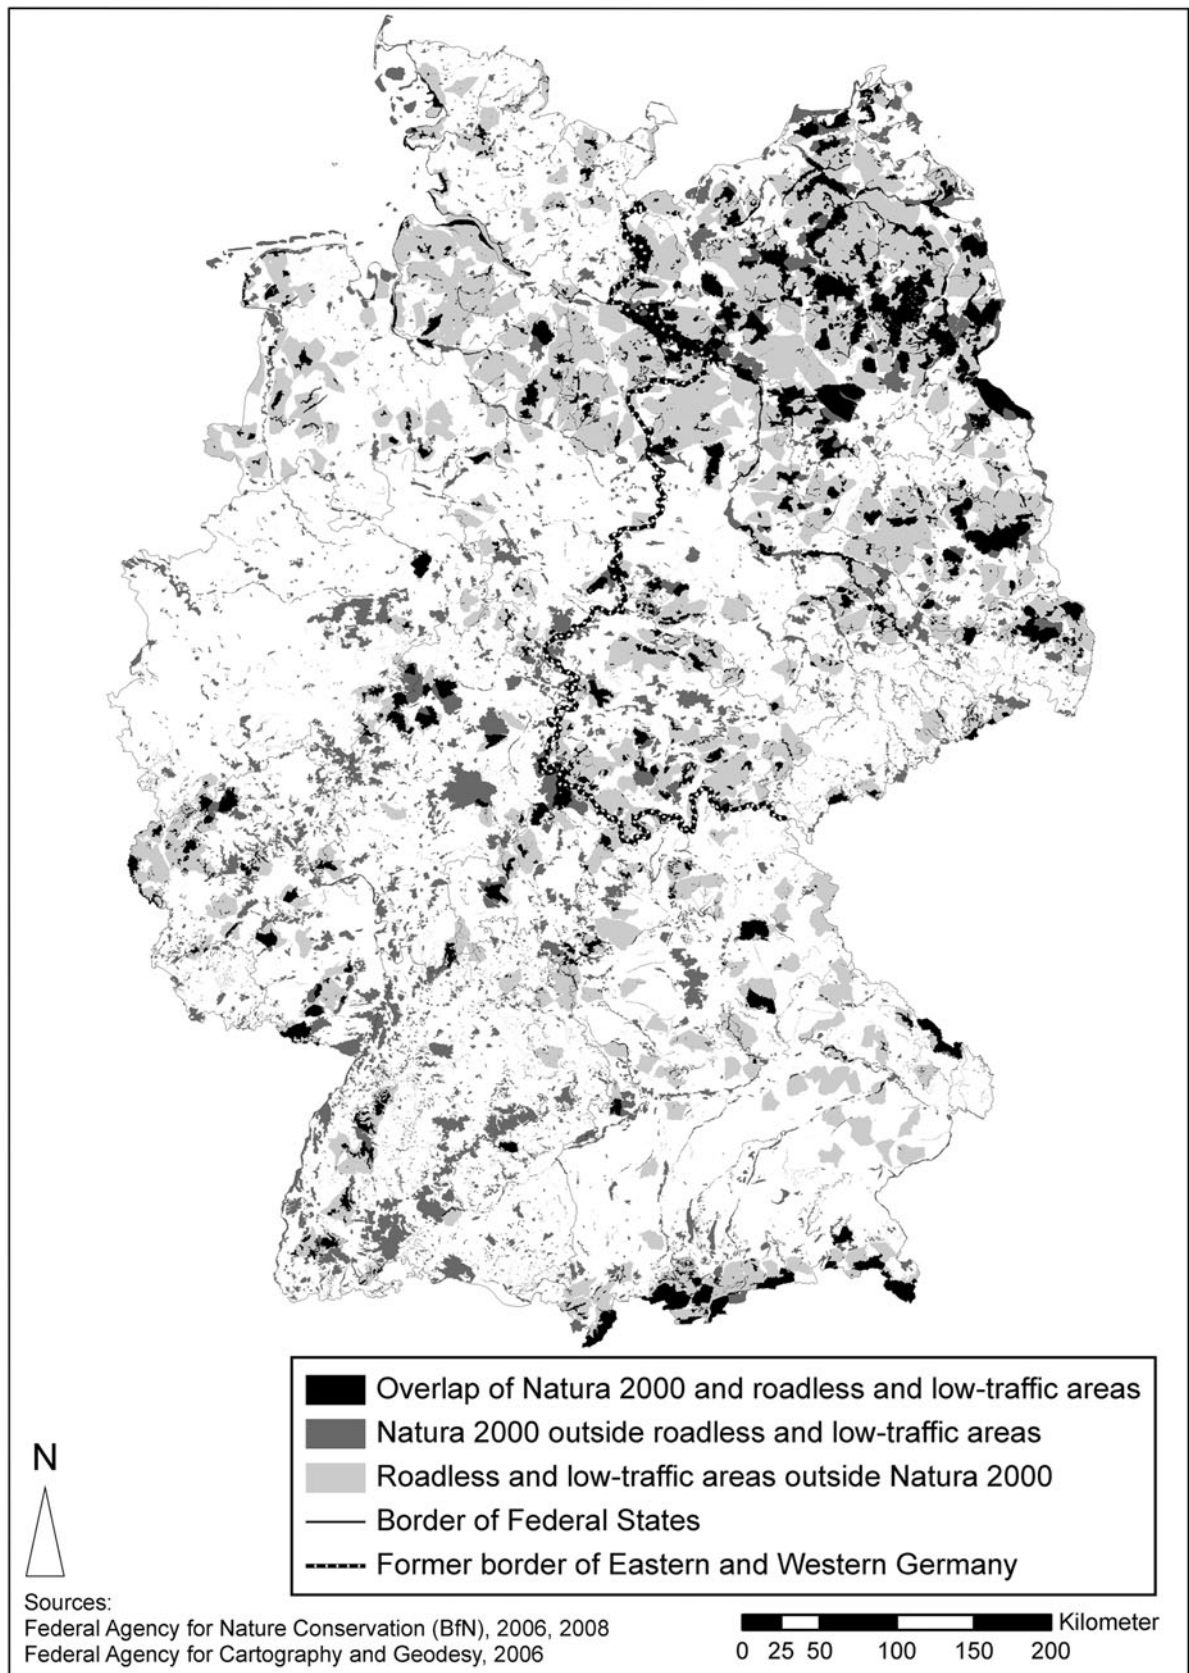 Overlap of Natura 2000 and roadless and low-traffic areas
Natura 2000 outside roadless and low-traffic areas
Roadless and low-traffic areas outside Natura 2000
Border of Federal States
Former border of Eastern and Western Germany
N
Sources:
Federal Agency for Nature Conservation (BfN), 2006, 2008
Federal Agency for Cartography and Geodesy, 2006
Kilometer
0 25 50 100 150 200